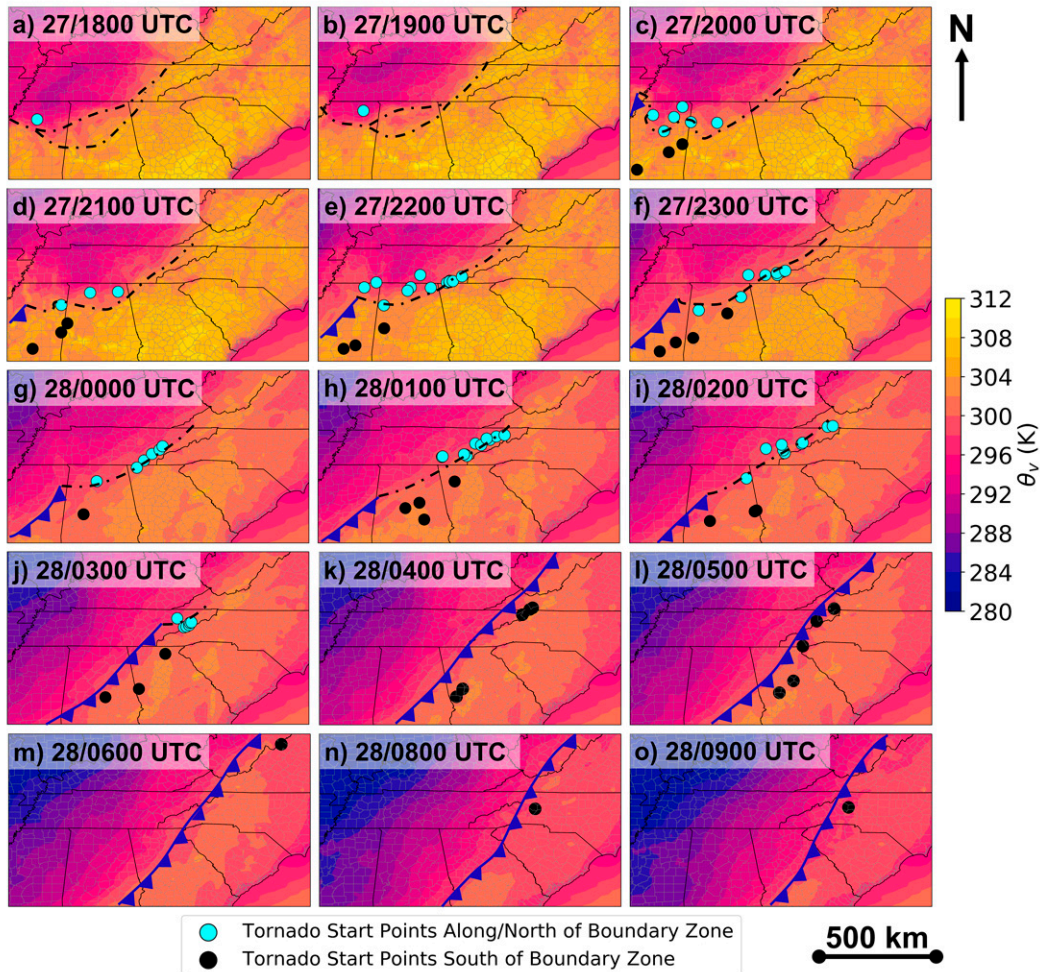 a) 27/1800 UTC
b) 27/1900 UTC
c) 27/2000 UTC
N
d) 27/2100 UTC
e) 27/2200 UTC
f) 27/2300 UTC
g) 28/0000 UTC
h) 28/0100 UTC
i) 28/0200 UTC
j) 28/0300 UTC
k) 28/0400 UTC
l) 28/0500 UTC
m) 28/0600 UTC
n) 28/0800 UTC
o) 28/0900 UTC
312
308
304
300
296
292
288
284
280
θv (K)
Tornado Start Points Along/North of Boundary Zone
Tornado Start Points South of Boundary Zone
500 km